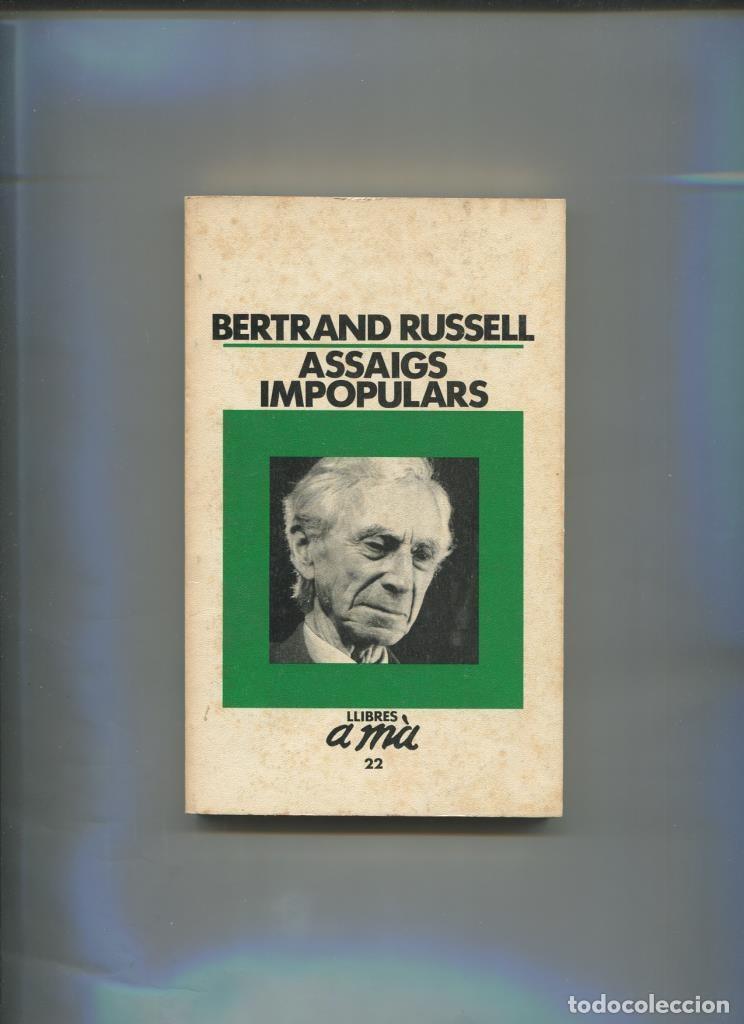 BERTRAND RUSSELL
ASSAIGS
IMPOPULARS
LLIBRES
a mà
22
todocoleccion